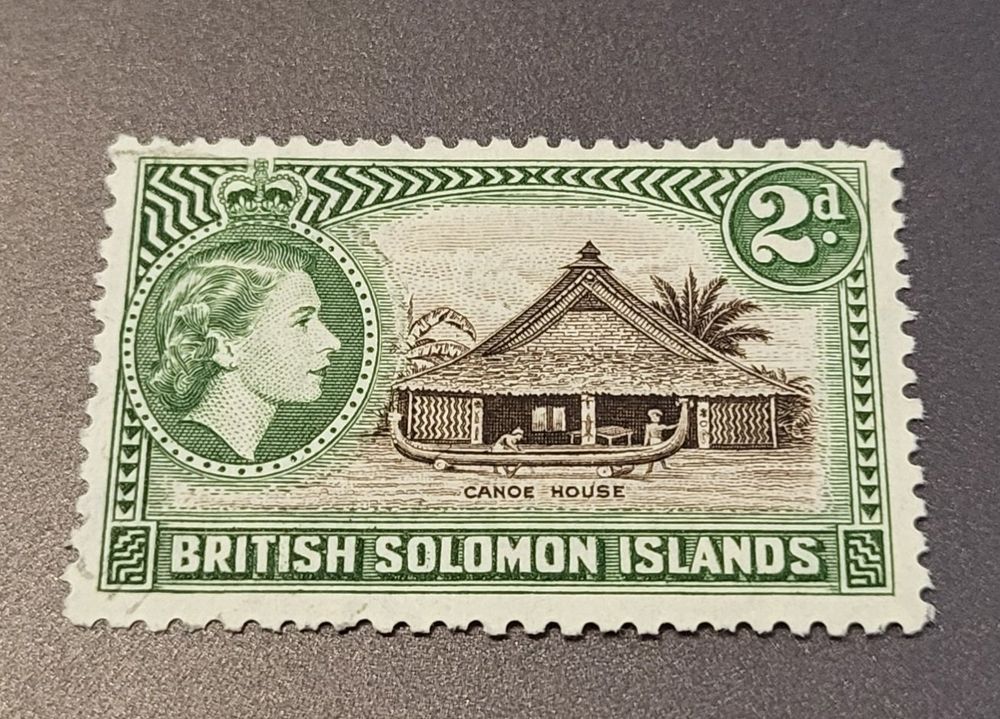 2d.
CANOE HOUSE
BRITISH SOLOMON ISLANDS